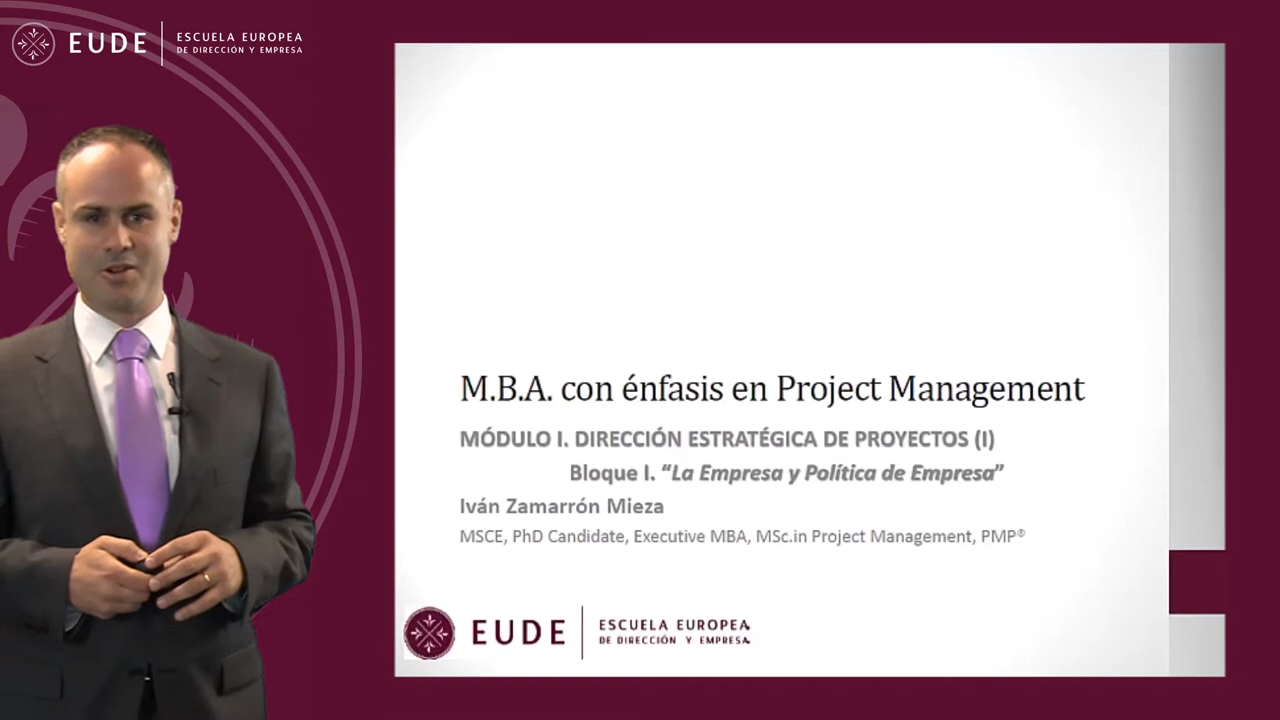 EUDE
ESCUELA EUROPEA
DE DIRECCIÓN Y EMPRESA
M.B.A. con énfasis en Project Management
MÓDULO I. DIRECCIÓN ESTRATÉGICA DE PROYECTOS (I)
Bloque I. “La Empresa y Política de Empresa”
Iván Zamarrón Mieza
MSCE, PhD Candidate, Executive MBA, MSc.in Project Management, PMP®
EUDE
ESCUELA EUROPEA
DE DIRECCIÓN Y EMPRESA